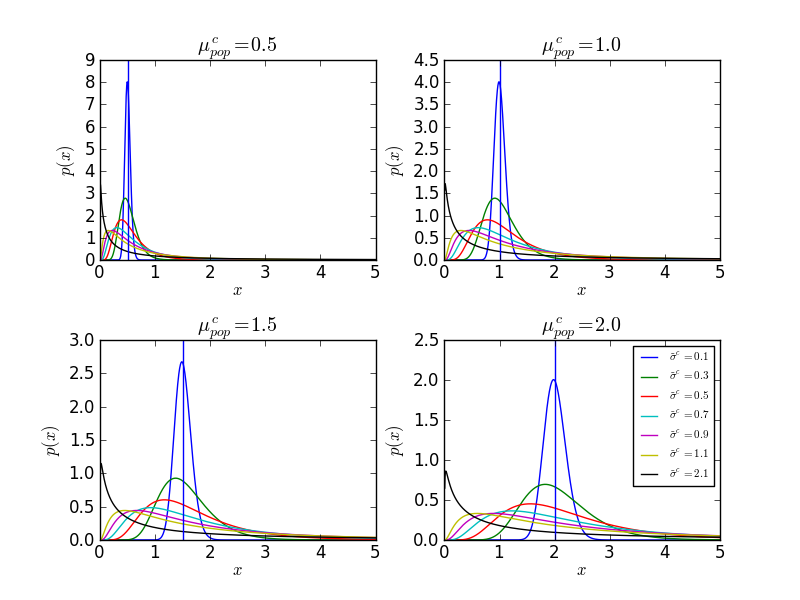 μ^c_pop = 0.5
9
8
7
6
5
4
3
2
1
0
p(x)
0 1 2 3 4 5
x
μ^c_pop = 1.0
4.5
4.0
3.5
3.0
2.5
2.0
1.5
1.0
0.5
0.0
p(x)
0 1 2 3 4 5
x
μ^c_pop = 1.5
3.0
2.5
2.0
1.5
1.0
0.5
0.0
p(x)
0 1 2 3 4 5
x
μ^c_pop = 2.0
2.5
2.0
1.5
1.0
0.5
0.0
p(x)
0 1 2 3 4 5
x
σ̃^c = 0.1
σ̃^c = 0.3
σ̃^c = 0.5
σ̃^c = 0.7
σ̃^c = 0.9
σ̃^c = 1.1
σ̃^c = 2.1